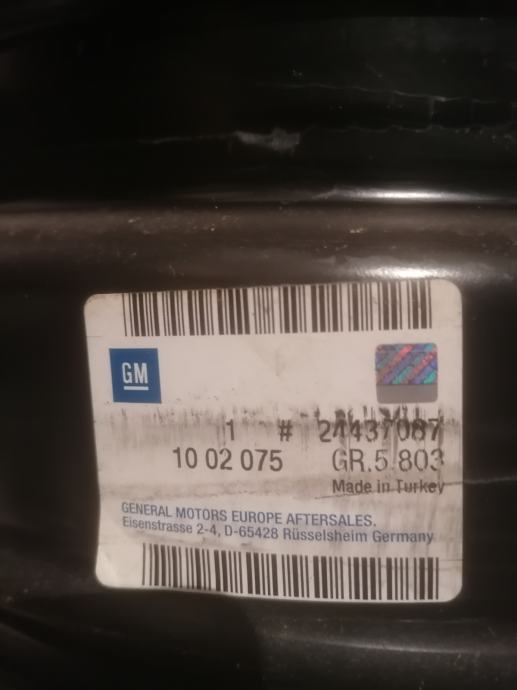 GM
1 # 24437087
10 02 075 GR.5.803
Made in Turkey
GENERAL MOTORS EUROPE AFTERSALES.
Eisenstrasse 2-4, D-65428 Rüsselsheim Germany